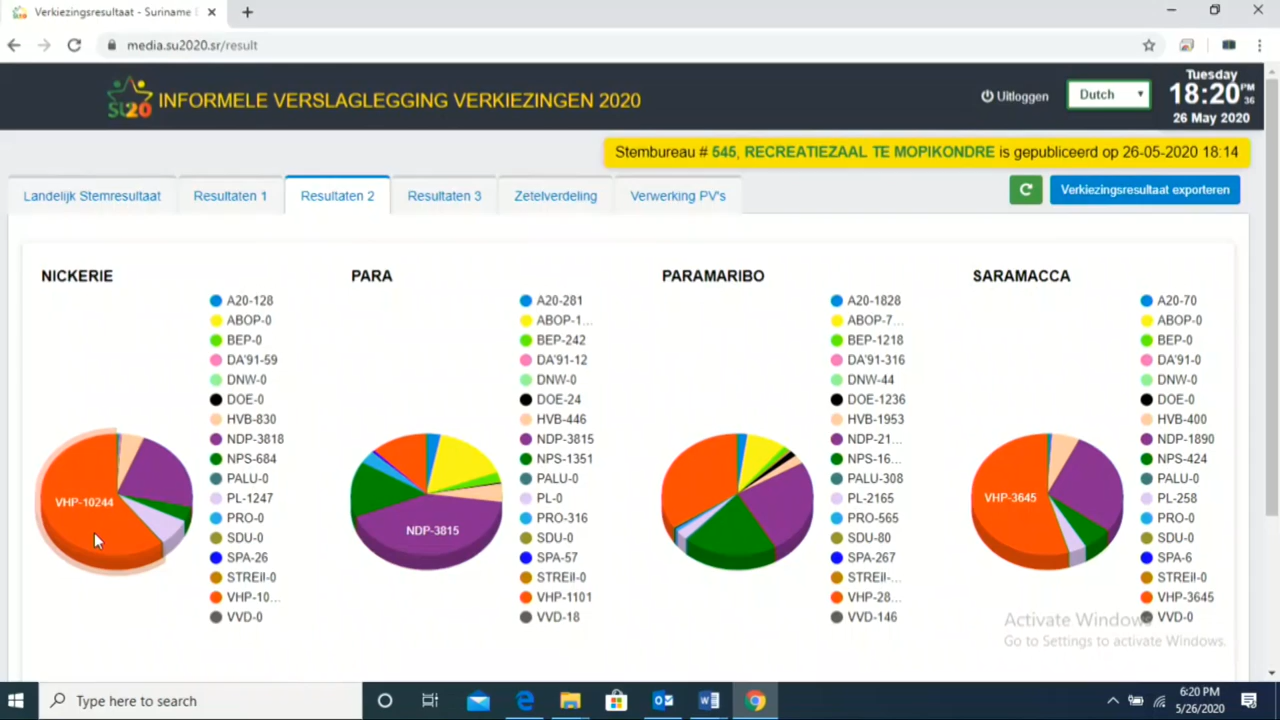 Verkiezingsresultaat - Suriname
media.su2020.sr/result
SU20
INFORMELE VERSLAGLEGGING VERKIEZINGEN 2020
Uitloggen
Dutch
Tuesday
18:20 PM 36
26 May 2020
Stembureau # 545, RECREATIEZAAL TE MOPIKONDRE is gepubliceerd op 26-05-2020 18:14
Landelijk Stemresultaat
Resultaten 1
Resultaten 2
Resultaten 3
Zetelverdeling
Verwerking PV's
Verkiezingsresultaat exporteren
NICKERIE
VHP-10244
A20-128
ABOP-0
BEP-0
DA'91-59
DNW-0
DOE-0
HVB-830
NDP-3818
NPS-684
PALU-0
PL-1247
PRO-0
SDU-0
SPA-26
STREI!-0
VHP-10...
VVD-0
PARA
NDP-3815
A20-281
ABOP-1...
BEP-242
DA'91-12
DNW-0
DOE-24
HVB-446
NDP-3815
NPS-1351
PALU-0
PL-0
PRO-316
SDU-0
SPA-57
STREI!-0
VHP-1101
VVD-18
PARAMARIBO
A20-1828
ABOP-7...
BEP-1218
DA'91-316
DNW-44
DOE-1236
HVB-1953
NDP-21...
NPS-16...
PALU-308
PL-2165
PRO-565
SDU-80
SPA-267
STREI!-...
VHP-28...
VVD-146
SARAMACCA
VHP-3645
A20-70
ABOP-0
BEP-0
DA'91-0
DNW-0
DOE-0
HVB-400
NDP-1890
NPS-424
PALU-0
PL-258
PRO-0
SDU-0
SPA-6
STREI!-0
VHP-3645
VVD-0
Activate Windows
Go to Settings to activate Windows.
Type here to search
6:20 PM
5/26/2020